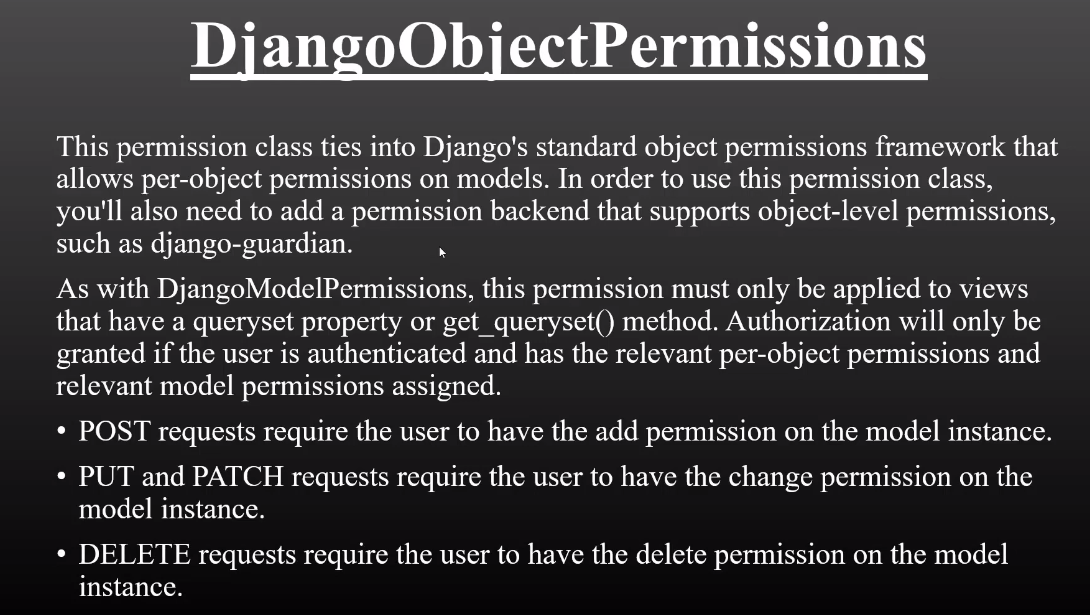 DjangoObjectPermissions
This permission class ties into Django's standard object permissions framework that
allows per-object permissions on models. In order to use this permission class,
you'll also need to add a permission backend that supports object-level permissions,
such as django-guardian.
As with DjangoModelPermissions, this permission must only be applied to views
that have a queryset property or get_queryset() method. Authorization will only be
granted if the user is authenticated and has the relevant per-object permissions and
relevant model permissions assigned.
• POST requests require the user to have the add permission on the model instance.
• PUT and PATCH requests require the user to have the change permission on the
model instance.
• DELETE requests require the user to have the delete permission on the model
instance.